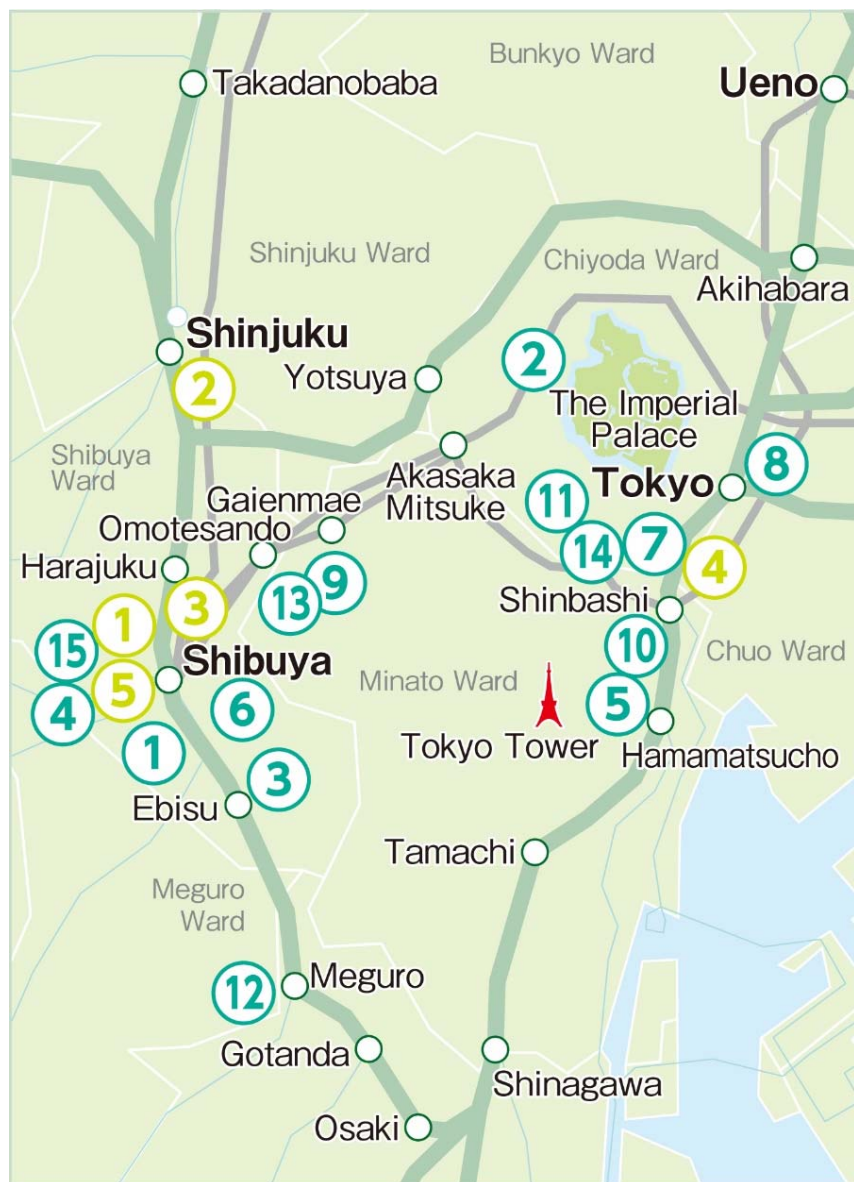 Bunkyo Ward
Takadanobaba
Ueno
Shinjuku Ward
Chiyoda Ward
Akihabara
Shinjuku
2
Yotsuya
2
The Imperial
Palace
Shibuya
Ward
Akasaka
Mitsuke
Tokyo
8
Gaienmae
Omotesando
11
14
7
4
Harajuku
13
9
Shinbashi
1
3
15
5
4
Shibuya
6
1
3
Ebisu
Minato Ward
Tokyo Tower
10
5
Chuo Ward
Hamamatsucho
Tamachi
Meguro
Ward
12
Meguro
Gotanda
Shinagawa
Osaki